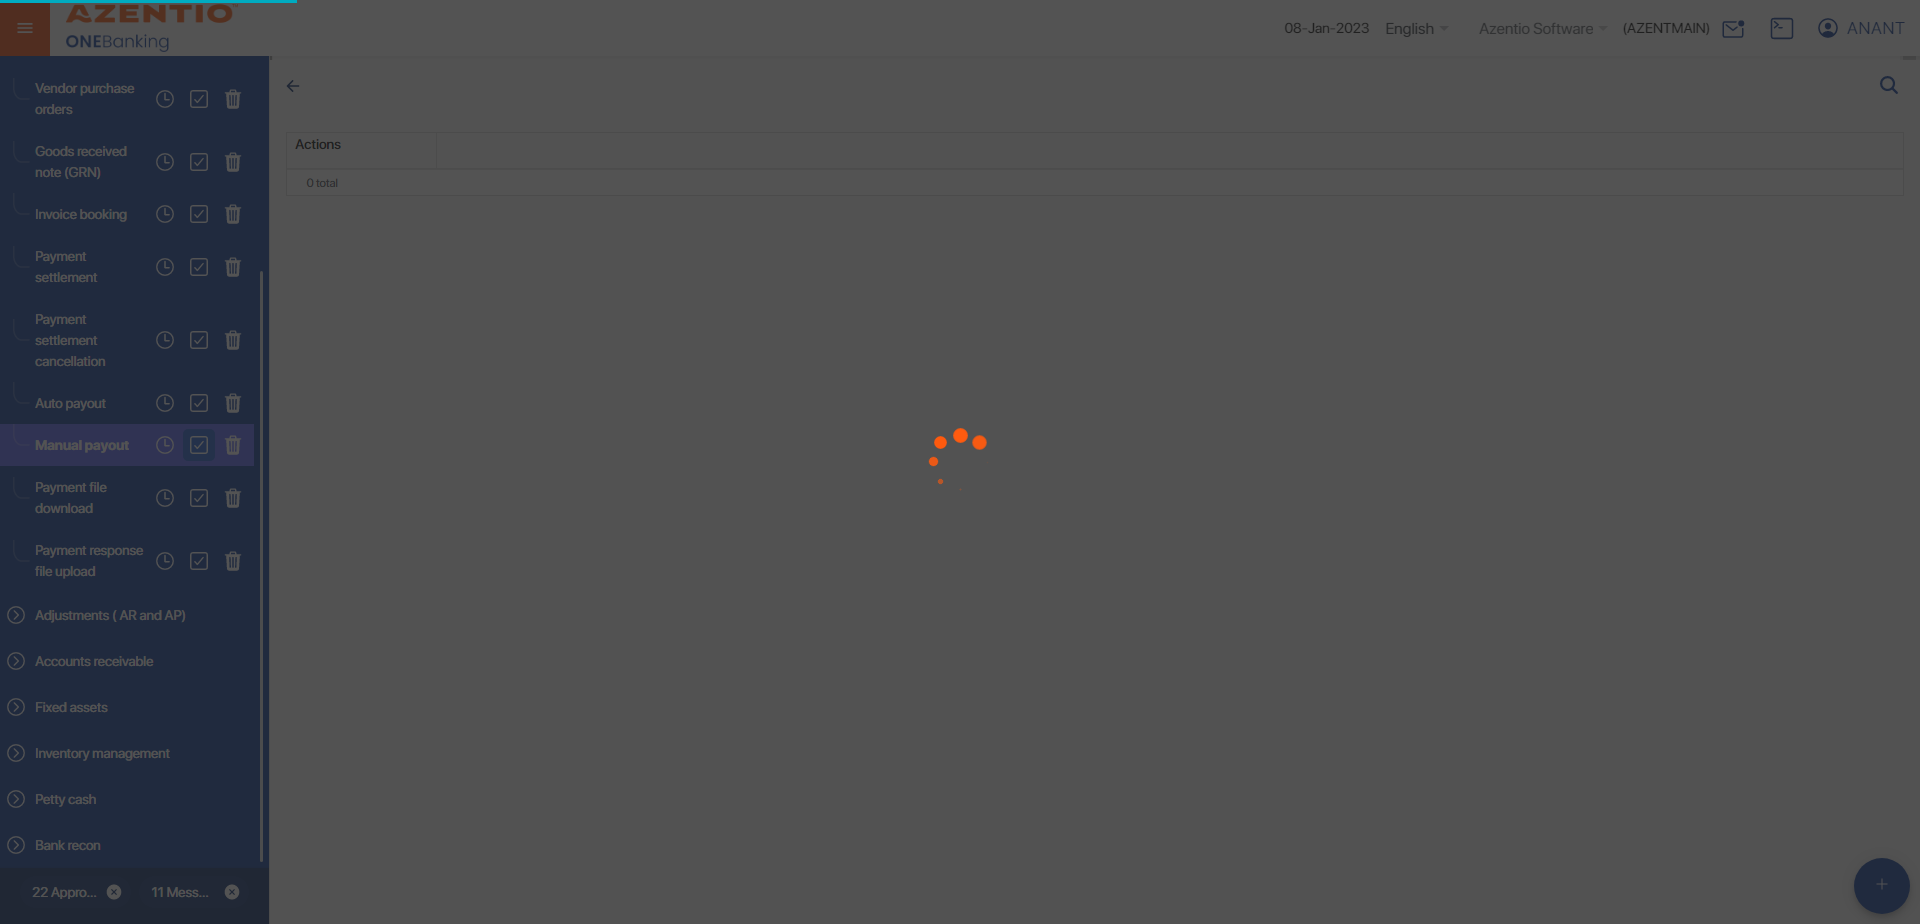 AZENTIO
ONEBanking
08-Jan-2023 English Azentio Software (AZENTMAIN) ANANT
Vendor purchase
orders
Goods received
note (GRN)
Invoice booking
Payment
settlement
Payment
settlement
cancellation
Auto payout
Manual payout
Payment file
download
Payment response
file upload
Adjustments ( AR and AP)
Accounts receivable
Fixed assets
Inventory management
Petty cash
Bank recon
22 Appro... 11 Mess...
Actions
0 total